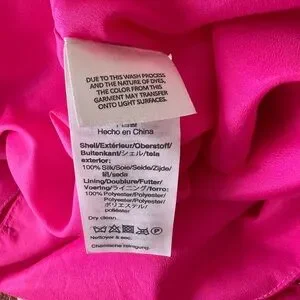 DUE TO THIS WASH PROCESS
AND THE NATURE OF DYES,
THE COLOR FROM THIS
GARMENT MAY TRANSFER
ONTO LIGHT SURFACES.
Hecho en China
Shell/Extérieur/Oberstoff/
Buitenkant/シェル/tela
exterior:
100% Silk/Soie/Seide/Zijde/
seda
Lining/Doublure/Futter/
Voering/ライニング/forro:
100% Polyester/Polyester/
Polyester/Polyester/
ポリエステル/
poliéster
Dry clean.
Nettoyer à sec.
Chemische reinigung.